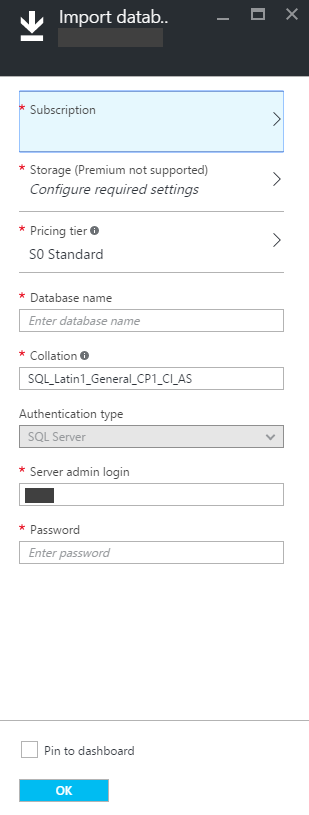 Import datab..
* Subscription
* Storage (Premium not supported)
Configure required settings
* Pricing tier
S0 Standard
* Database name
Enter database name
* Collation
SQL_Latin1_General_CP1_CI_AS
Authentication type
SQL Server
* Server admin login
* Password
Enter password
Pin to dashboard
OK